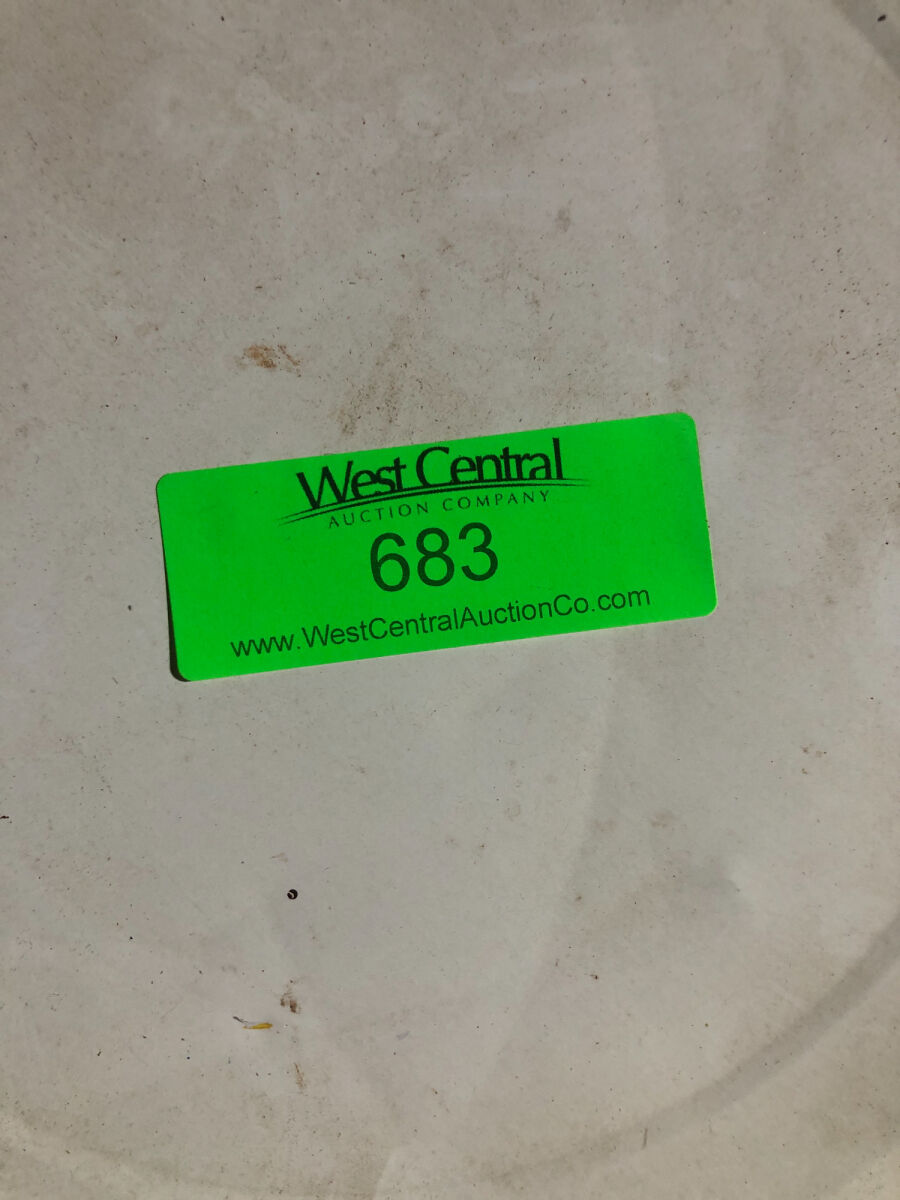 West Central
AUCTION COMPANY
683
www.WestCentralAuctionCo.com